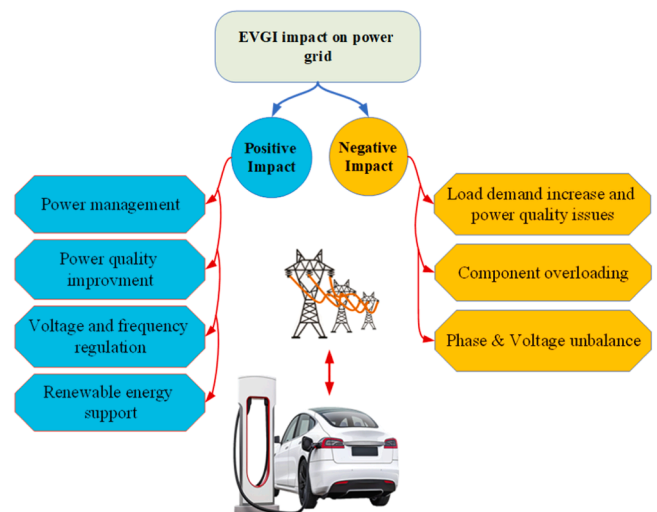 EVGI impact on power
grid
Positive
Impact
Negative
Impact
Power management
Power quality
improvment
Voltage and frequency
regulation
Renewable energy
support
Load demand increase and
power quality issues
Component overloading
Phase & Voltage unbalance